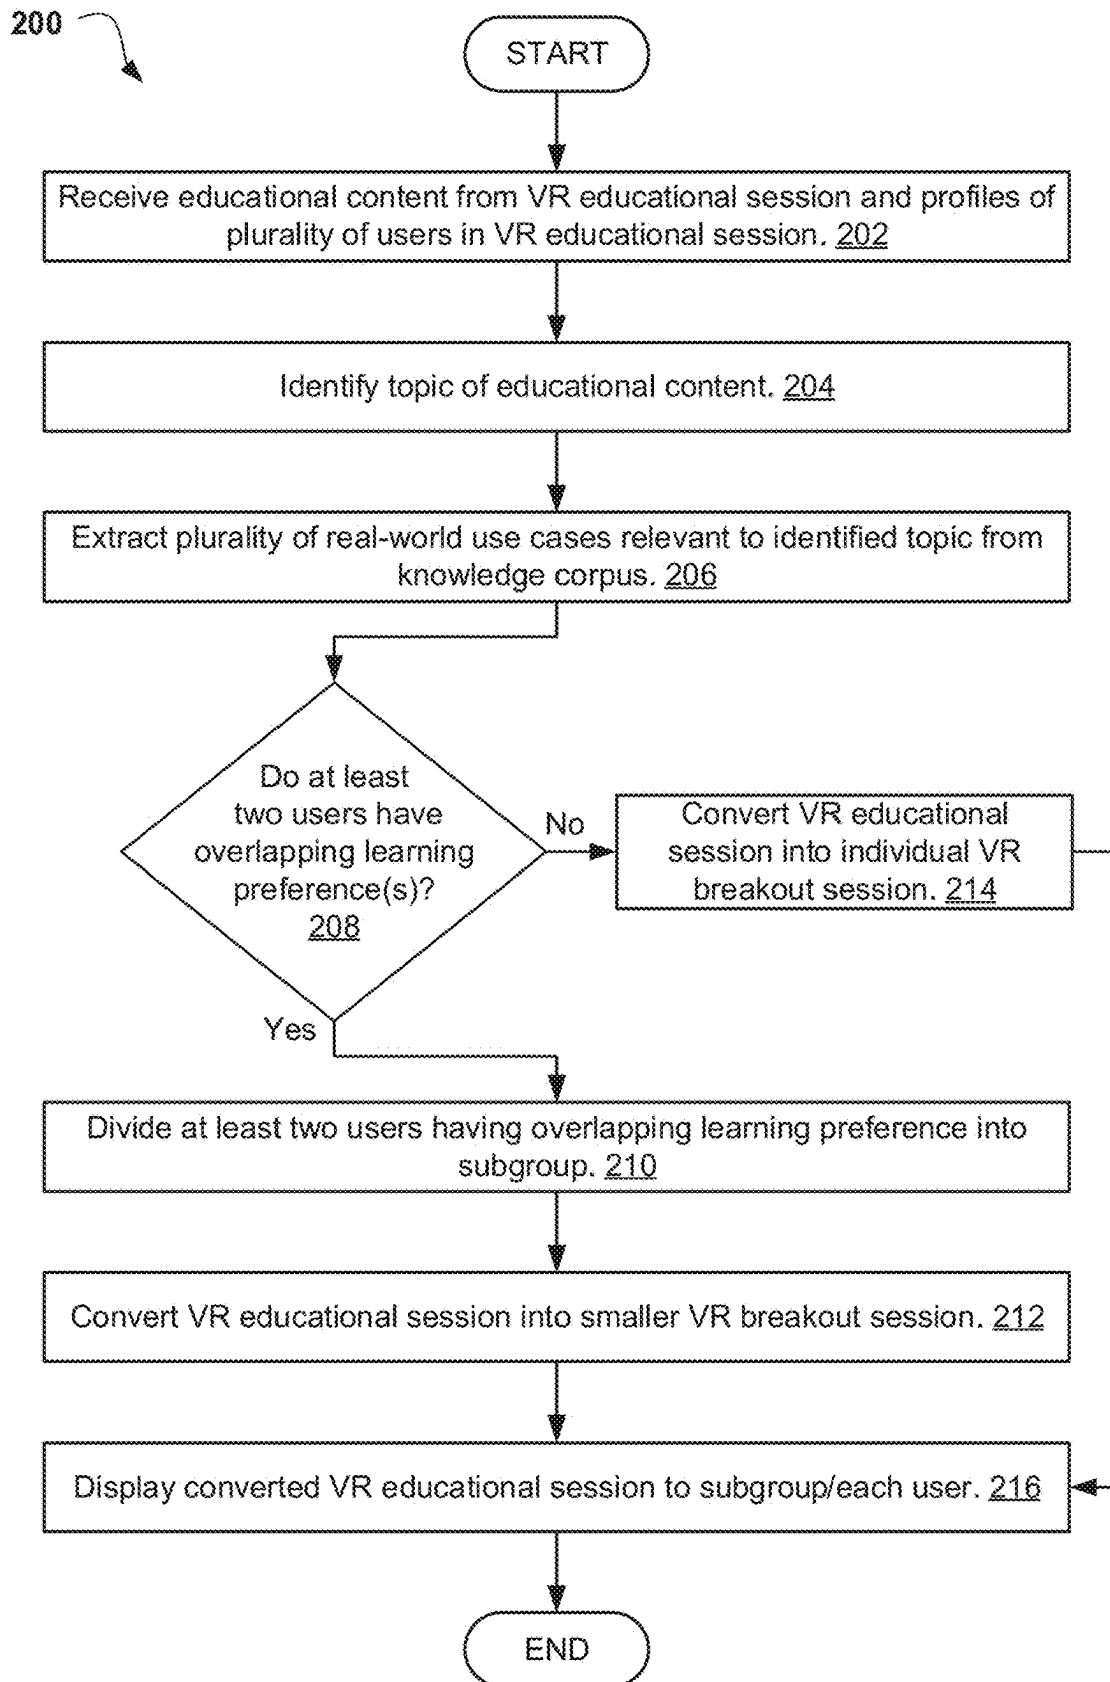 200
START
Receive educational content from VR educational session and profiles of
plurality of users in VR educational session. 202
Identify topic of educational content. 204
Extract plurality of real-world use cases relevant to identified topic from
knowledge corpus. 206
Do at least
two users have
overlapping learning
preference(s)?
208
No
Convert VR educational
session into individual VR
breakout session. 214
Yes
Divide at least two users having overlapping learning preference into
subgroup. 210
Convert VR educational session into smaller VR breakout session. 212
Display converted VR educational session to subgroup/each user. 216
END